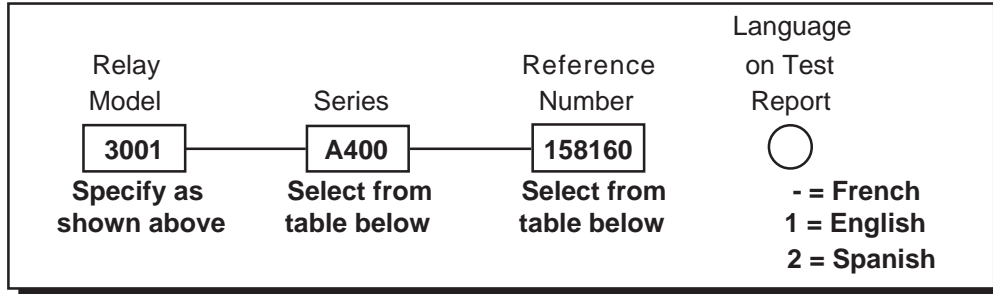 Relay
Model
3001
Specify as
shown above
Series
A400
Select from
table below
Reference
Number
158160
Select from
table below
Language
on Test
Report
- = French
1 = English
2 = Spanish